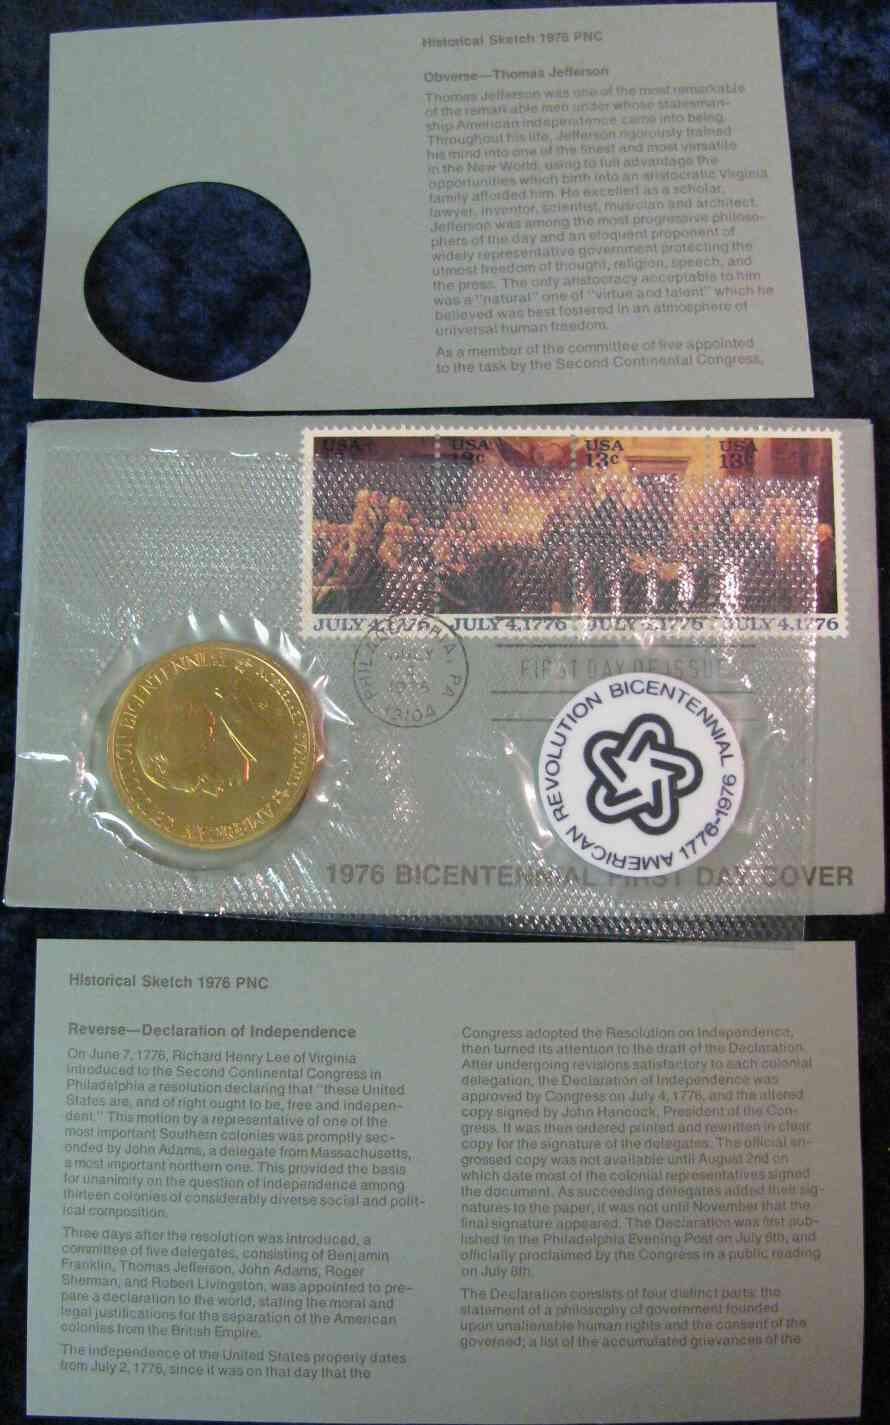 Historical Sketch 1976 PNC
Obverse—Thomas Jefferson
Thomas Jefferson was one of the most remarkable
of the remarkable men under whose statesman-
ship American independence came into being.
Throughout his life, Jefferson rigorously trained
his mind into one of the finest and most versatile
in the New World, using to full advantage the
opportunities which birth into an aristocratic Virginia
family afforded him. He excelled as a scholar,
lawyer, inventor, scientist, musician and architect.
Jefferson was among the most progressive philoso-
phers of the day and an eloquent proponent of
widely representative government protecting the
utmost freedom of thought, religion, speech, and
the press. The only aristocracy acceptable to him
was a "natural" one of "virtue and talent" which he
believed was best fostered in an atmosphere of
universal human freedom.
As a member of the committee of five appointed
to the task by the Second Continental Congress,
USA
USA
13c
USA
13c
USA
13c
JULY 4,1776
JULY 4,1776
JULY 4,1776
JULY 4,1776
PHILADELPHIA, PA
JULY
4
1976
19104
FIRST DAY OF ISSUE
REVOLUTION BICENTENNIAL
AMERICAN
AMERICAN REVOLUTION BICENTENNIAL
1776-1976
1976 BICENTENNIAL FIRST DAY COVER
Historical Sketch 1976 PNC
Reverse—Declaration of Independence
On June 7, 1776, Richard Henry Lee of Virginia
introduced to the Second Continental Congress in
Philadelphia a resolution declaring that "these United
States are, and of right ought to be, free and indepen-
dent." This motion by a representative of one of the
most important Southern colonies was promptly sec-
onded by John Adams, a delegate from Massachusetts,
a most important northern one. This provided the basis
for unanimity on the question of independence among
thirteen colonies of considerably diverse social and polit-
ical composition.
Three days after the resolution was introduced, a
committee of five delegates, consisting of Benjamin
Franklin, Thomas Jefferson, John Adams, Roger
Sherman, and Robert Livingston, was appointed to pre-
pare a declaration to the world, stating the moral and
legal justifications for the separation of the American
colonies from the British Empire.
The independence of the United States properly dates
from July 2, 1776, since it was on that day that the
Congress adopted the Resolution on Independence,
then turned its attention to the draft of the Declaration.
After undergoing revisions satisfactory to each colonial
delegation, the Declaration of Independence was
approved by Congress on July 4, 1776, and the altered
copy signed by John Hancock, President of the Con-
gress. It was then ordered printed and rewritten in clear
copy for the signature of the delegates. The official en-
grossed copy was not available until August 2nd on
which date most of the colonial representatives signed
the document. As succeeding delegates added their sig-
natures to the paper, it was not until November that the
final signature appeared. The Declaration was first pub-
lished in the Philadelphia Evening Post on July 6th, and
officially proclaimed by the Congress in a public reading
on July 8th.
The Declaration consists of four distinct parts: the
statement of a philosophy of government founded
upon unalienable human rights and the consent of the
governed; a list of the accumulated grievances of the